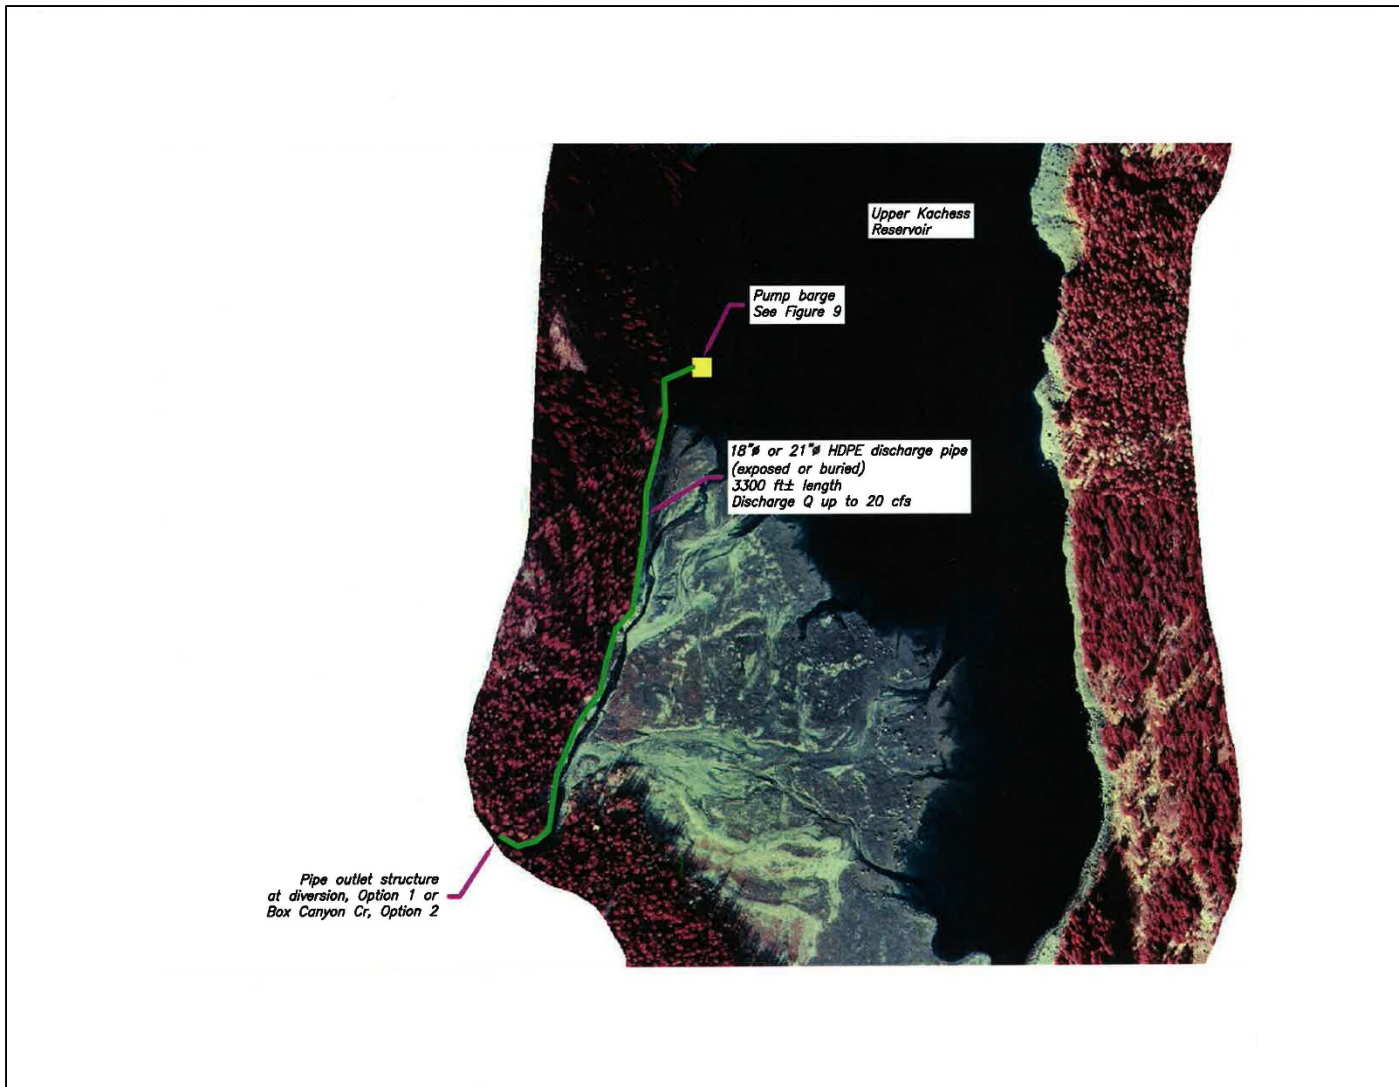 Upper Kachess
Reservoir
Pump barge
See Figure 9
18"ø or 21"ø HDPE discharge pipe
(exposed or buried)
3300 ft± length
Discharge Q up to 20 cfs
Pipe outlet structure
at diversion, Option 1 or
Box Canyon Cr, Option 2